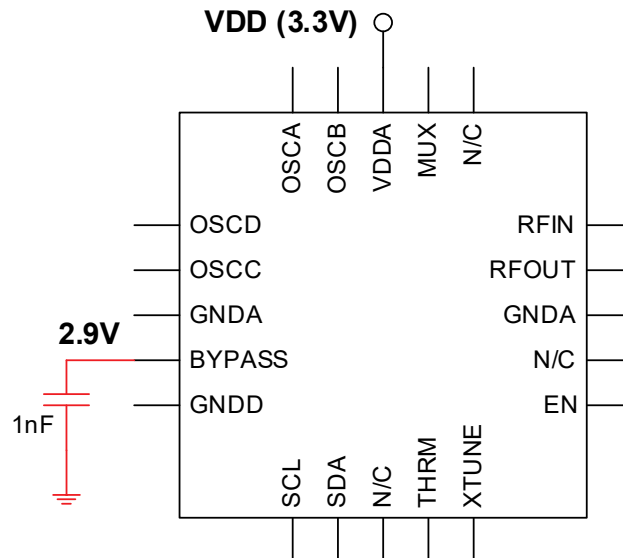 VDD (3.3V)
OSCA
OSCB
VDDA
MUX
N/C
OSCD
OSCC
GNDA
2.9V
BYPASS
GNDD
1nF
RFIN
RFOUT
GNDA
N/C
EN
SCL
SDA
N/C
THRM
XTUNE